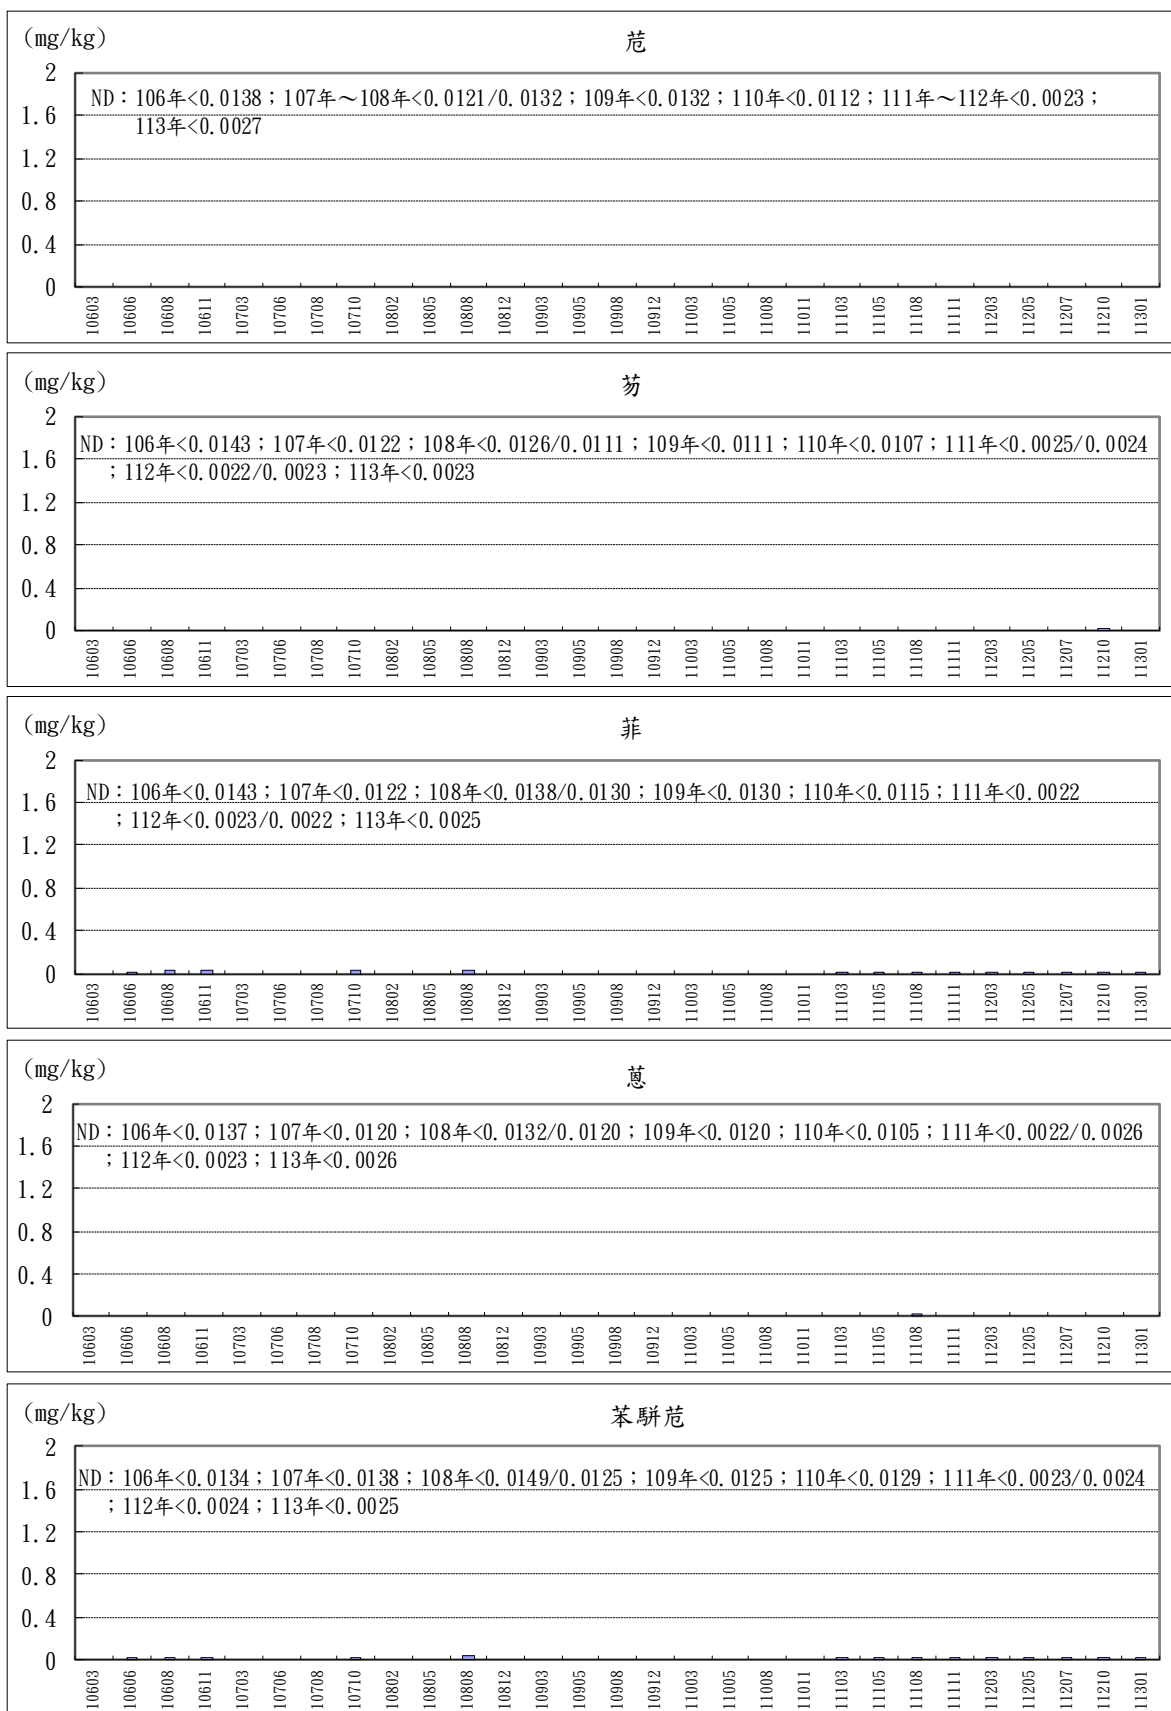 (mg/kg)
苊
2
ND：106年<0.0138；107年～108年<0.0121/0.0132；109年<0.0132；110年<0.0112；111年～112年<0.0023；
1.6
113年<0.0027
1.2
0.8
0.4
0
10603 10606 10608 10611 10703 10706 10708 10710 10802 10805 10808 10812 10903 10905 10908 10912 11003 11005 11008 11011 11103 11105 11108 11111 11203 11205 11207 11210 11301
(mg/kg)
芴
2
ND：106年<0.0143；107年<0.0122；108年<0.0126/0.0111；109年<0.0111；110年<0.0107；111年<0.0025/0.0024
1.6
；112年<0.0022/0.0023；113年<0.0023
1.2
0.8
0.4
0
10603 10606 10608 10611 10703 10706 10708 10710 10802 10805 10808 10812 10903 10905 10908 10912 11003 11005 11008 11011 11103 11105 11108 11111 11203 11205 11207 11210 11301
(mg/kg)
菲
2
ND：106年<0.0143；107年<0.0122；108年<0.0138/0.0130；109年<0.0130；110年<0.0115；111年<0.0022
1.6
；112年<0.0023/0.0022；113年<0.0025
1.2
0.8
0.4
0
10603 10606 10608 10611 10703 10706 10708 10710 10802 10805 10808 10812 10903 10905 10908 10912 11003 11005 11008 11011 11103 11105 11108 11111 11203 11205 11207 11210 11301
(mg/kg)
蒽
2
ND：106年<0.0137；107年<0.0120；108年<0.0132/0.0120；109年<0.0120；110年<0.0105；111年<0.0022/0.0026
1.6
；112年<0.0023；113年<0.0026
1.2
0.8
0.4
0
10603 10606 10608 10611 10703 10706 10708 10710 10802 10805 10808 10812 10903 10905 10908 10912 11003 11005 11008 11011 11103 11105 11108 11111 11203 11205 11207 11210 11301
(mg/kg)
苯駢苊
2
ND：106年<0.0134；107年<0.0138；108年<0.0149/0.0125；109年<0.0125；110年<0.0129；111年<0.0023/0.0024
1.6
；112年<0.0024；113年<0.0025
1.2
0.8
0.4
0
10603 10606 10608 10611 10703 10706 10708 10710 10802 10805 10808 10812 10903 10905 10908 10912 11003 11005 11008 11011 11103 11105 11108 11111 11203 11205 11207 11210 11301